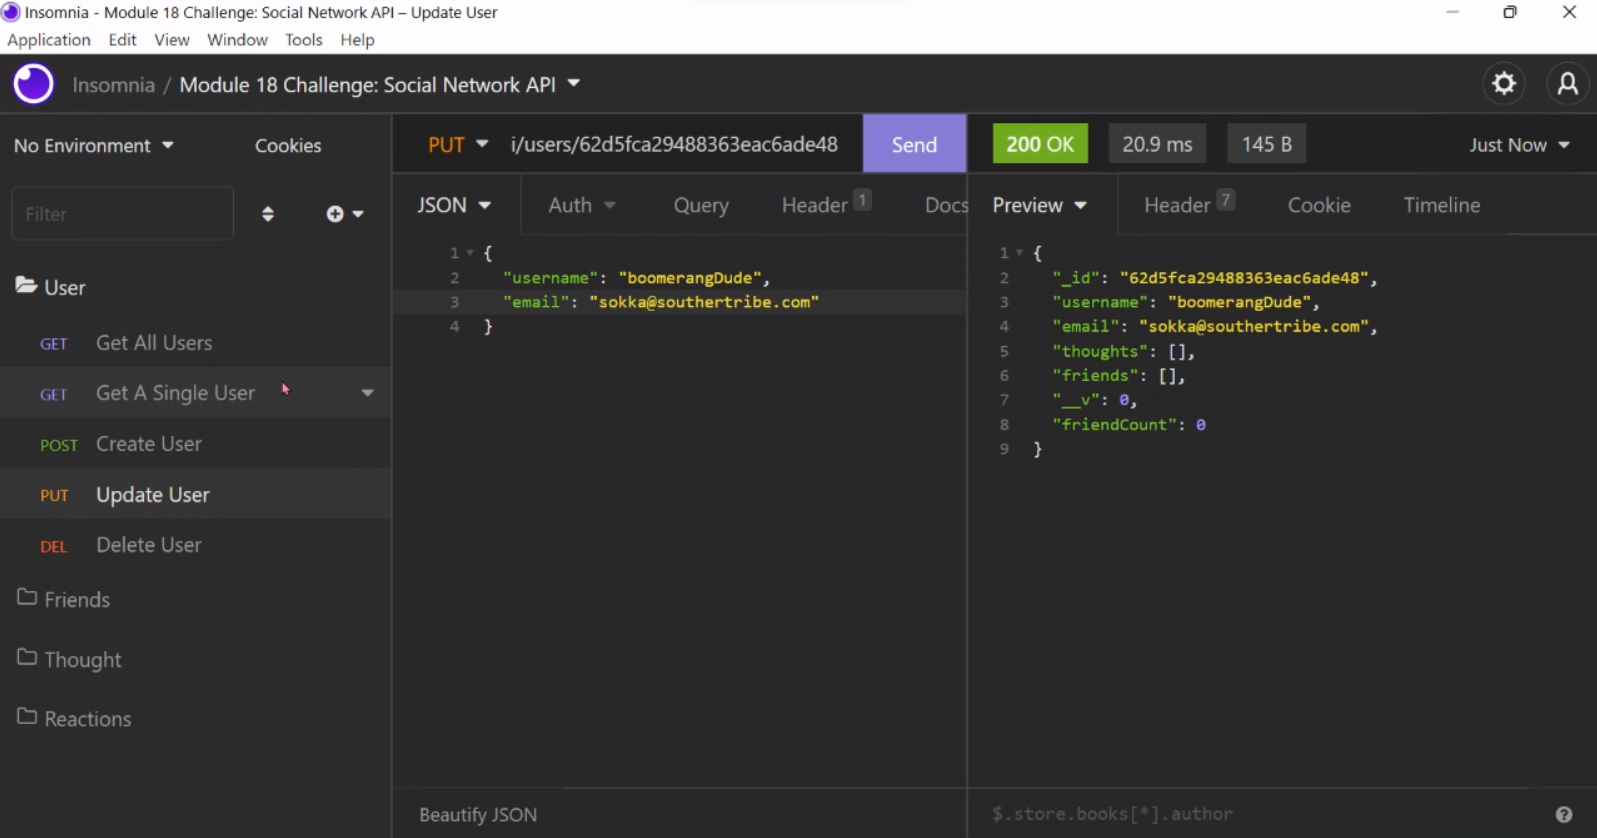 Insomnia - Module 18 Challenge: Social Network API – Update User
Application Edit View Window Tools Help
Insomnia / Module 18 Challenge: Social Network API
No Environment Cookies
Filter
User
GET Get All Users
GET Get A Single User
POST Create User
PUT Update User
DEL Delete User
Friends
Thought
Reactions
PUT i/users/62d5fca29488363eac6ade48 Send
JSON Auth Query Header 1 Docs
1 {
2 "username": "boomerangDude",
3 "email": "sokka@southertribe.com"
4 }
Beautify JSON
200 OK 20.9 ms 145 B Just Now
Preview Header 7 Cookie Timeline
1 {
2 "_id": "62d5fca29488363eac6ade48",
3 "username": "boomerangDude",
4 "email": "sokka@southertribe.com",
5 "thoughts": [],
6 "friends": [],
7 "__v": 0,
8 "friendCount": 0
9 }
$.store.books[*].author